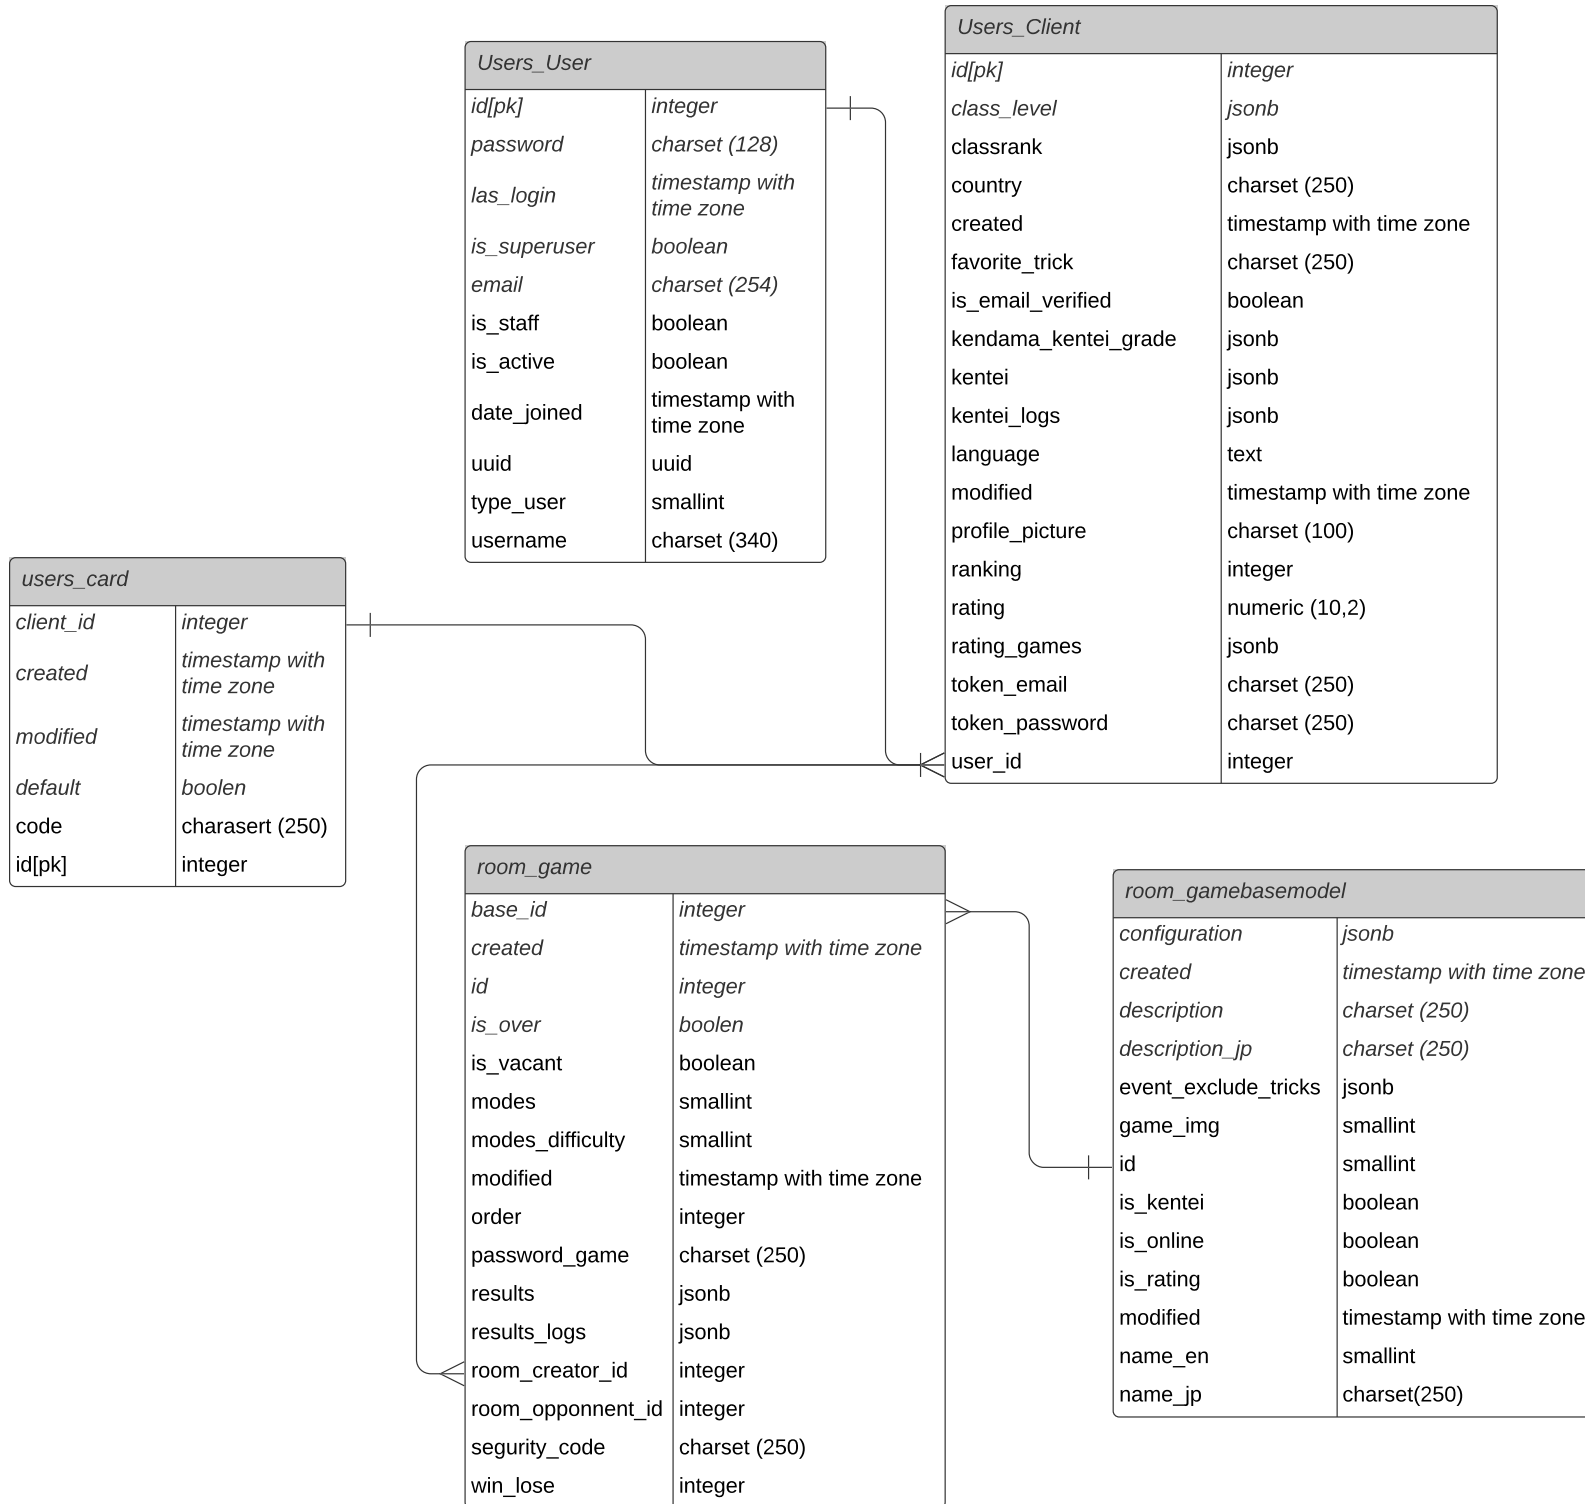 Users_Client
id[pk] integer
class_level jsonb
classrank jsonb
country charset (250)
created timestamp with time zone
favorite_trick charset (250)
is_email_verified boolean
kendama_kentei_grade jsonb
kentei jsonb
kentei_logs jsonb
language text
modified timestamp with time zone
profile_picture charset (100)
ranking integer
rating numeric (10,2)
rating_games jsonb
token_email charset (250)
token_password charset (250)
user_id integer
Users_User
id[pk] integer
password charset (128)
las_login timestamp with
time zone
is_superuser boolean
email charset (254)
is_staff boolean
is_active boolean
date_joined timestamp with
time zone
uuid uuid
type_user smallint
username charset (340)
users_card
client_id integer
created timestamp with
time zone
modified timestamp with
time zone
default boolen
code charasert (250)
id[pk] integer
room_game
base_id integer
created timestamp with time zone
id integer
is_over boolen
is_vacant boolean
modes smallint
modes_difficulty smallint
modified timestamp with time zone
order integer
password_game charset (250)
results jsonb
results_logs jsonb
room_creator_id integer
room_opponnent_id integer
segurity_code charset (250)
win_lose integer
room_gamebasemodel
configuration jsonb
created timestamp with time zone
description charset (250)
description_jp charset (250)
event_exclude_tricks jsonb
game_img smallint
id smallint
is_kentei boolean
is_online boolean
is_rating boolean
modified timestamp with time zone
name_en smallint
name_jp charset(250)